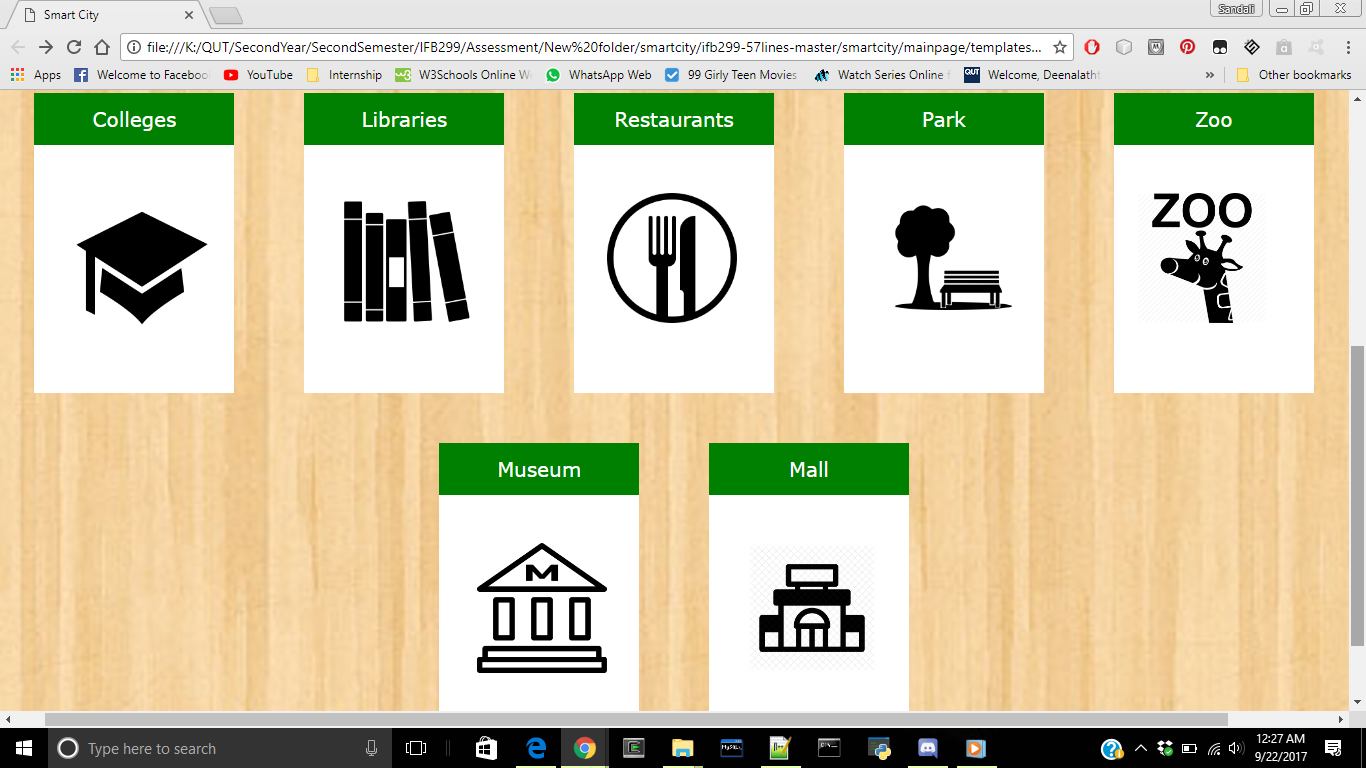 Smart City
Sandali
file:///K:/QUT/SecondYear/SecondSemester/IFB299/Assessment/New%20folder/smartcity/ifb299-57lines-master/smartcity/mainpage/templates...
Apps Welcome to Faceboo YouTube Internship W3 W3Schools Online W WhatsApp Web 99 Girly Teen Movies Watch Series Online f QUT Welcome, Deenalath » Other bookmarks
Colleges Libraries Restaurants Park Zoo
ZOO
Museum Mall
M
Type here to search
12:27 AM
9/22/2017